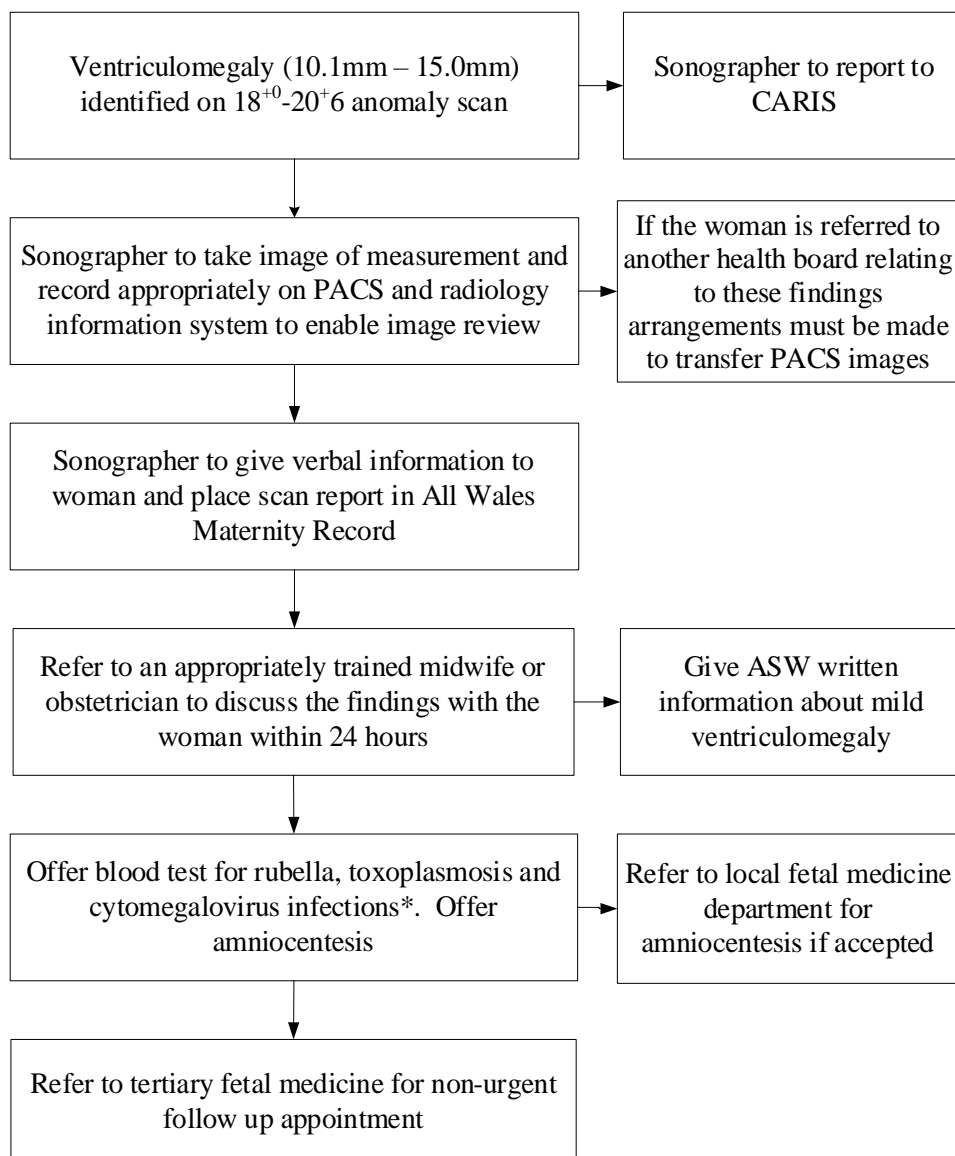 Ventriculomegaly (10.1mm – 15.0mm)
identified on 18⁺⁰-20⁺6 anomaly scan
Sonographer to report to
CARIS
Sonographer to take image of measurement and
record appropriately on PACS and radiology
information system to enable image review
If the woman is referred to
another health board relating
to these findings
arrangements must be made
to transfer PACS images
Sonographer to give verbal information to
woman and place scan report in All Wales
Maternity Record
Refer to an appropriately trained midwife or
obstetrician to discuss the findings with the
woman within 24 hours
Give ASW written
information about mild
ventriculomegaly
Offer blood test for rubella, toxoplasmosis and
cytomegalovirus infections*.  Offer
amniocentesis
Refer to local fetal medicine
department for
amniocentesis if accepted
Refer to tertiary fetal medicine for non-urgent
follow up appointment